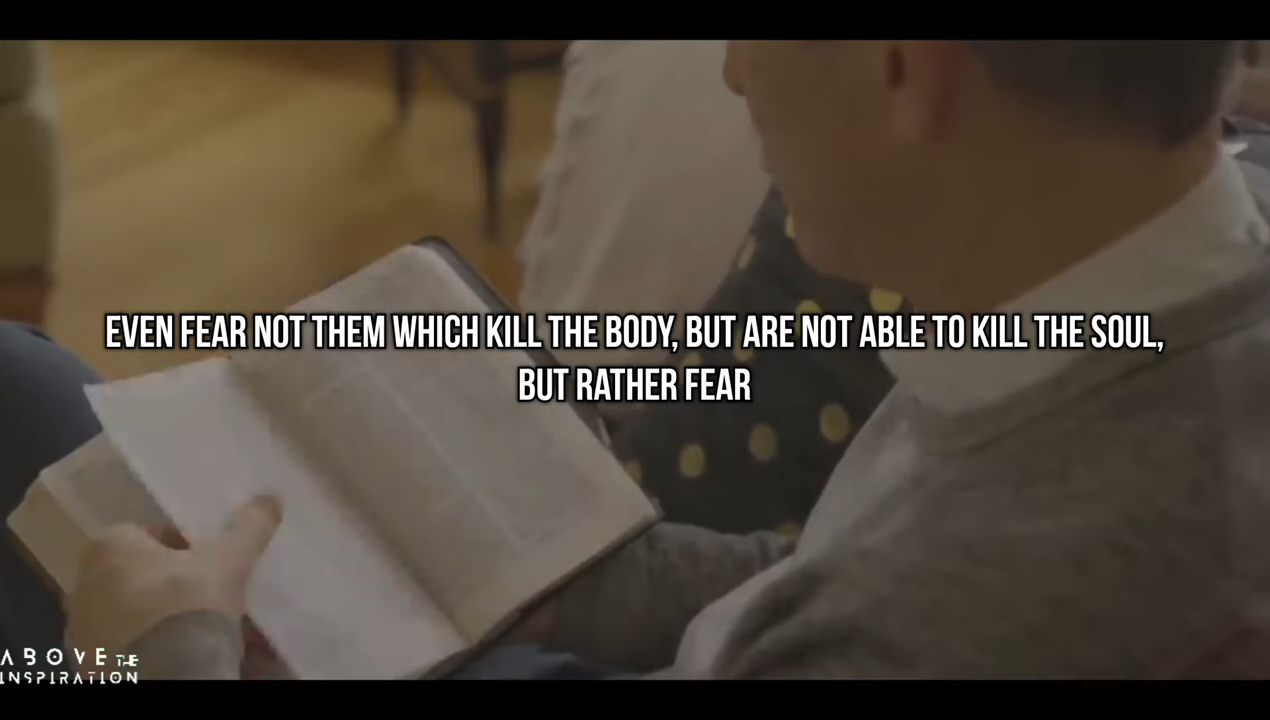 EVEN FEAR NOT THEM WHICH KILL THE BODY, BUT ARE NOT ABLE TO KILL THE SOUL,
BUT RATHER FEAR
ABOVE THE
INSPIRATION